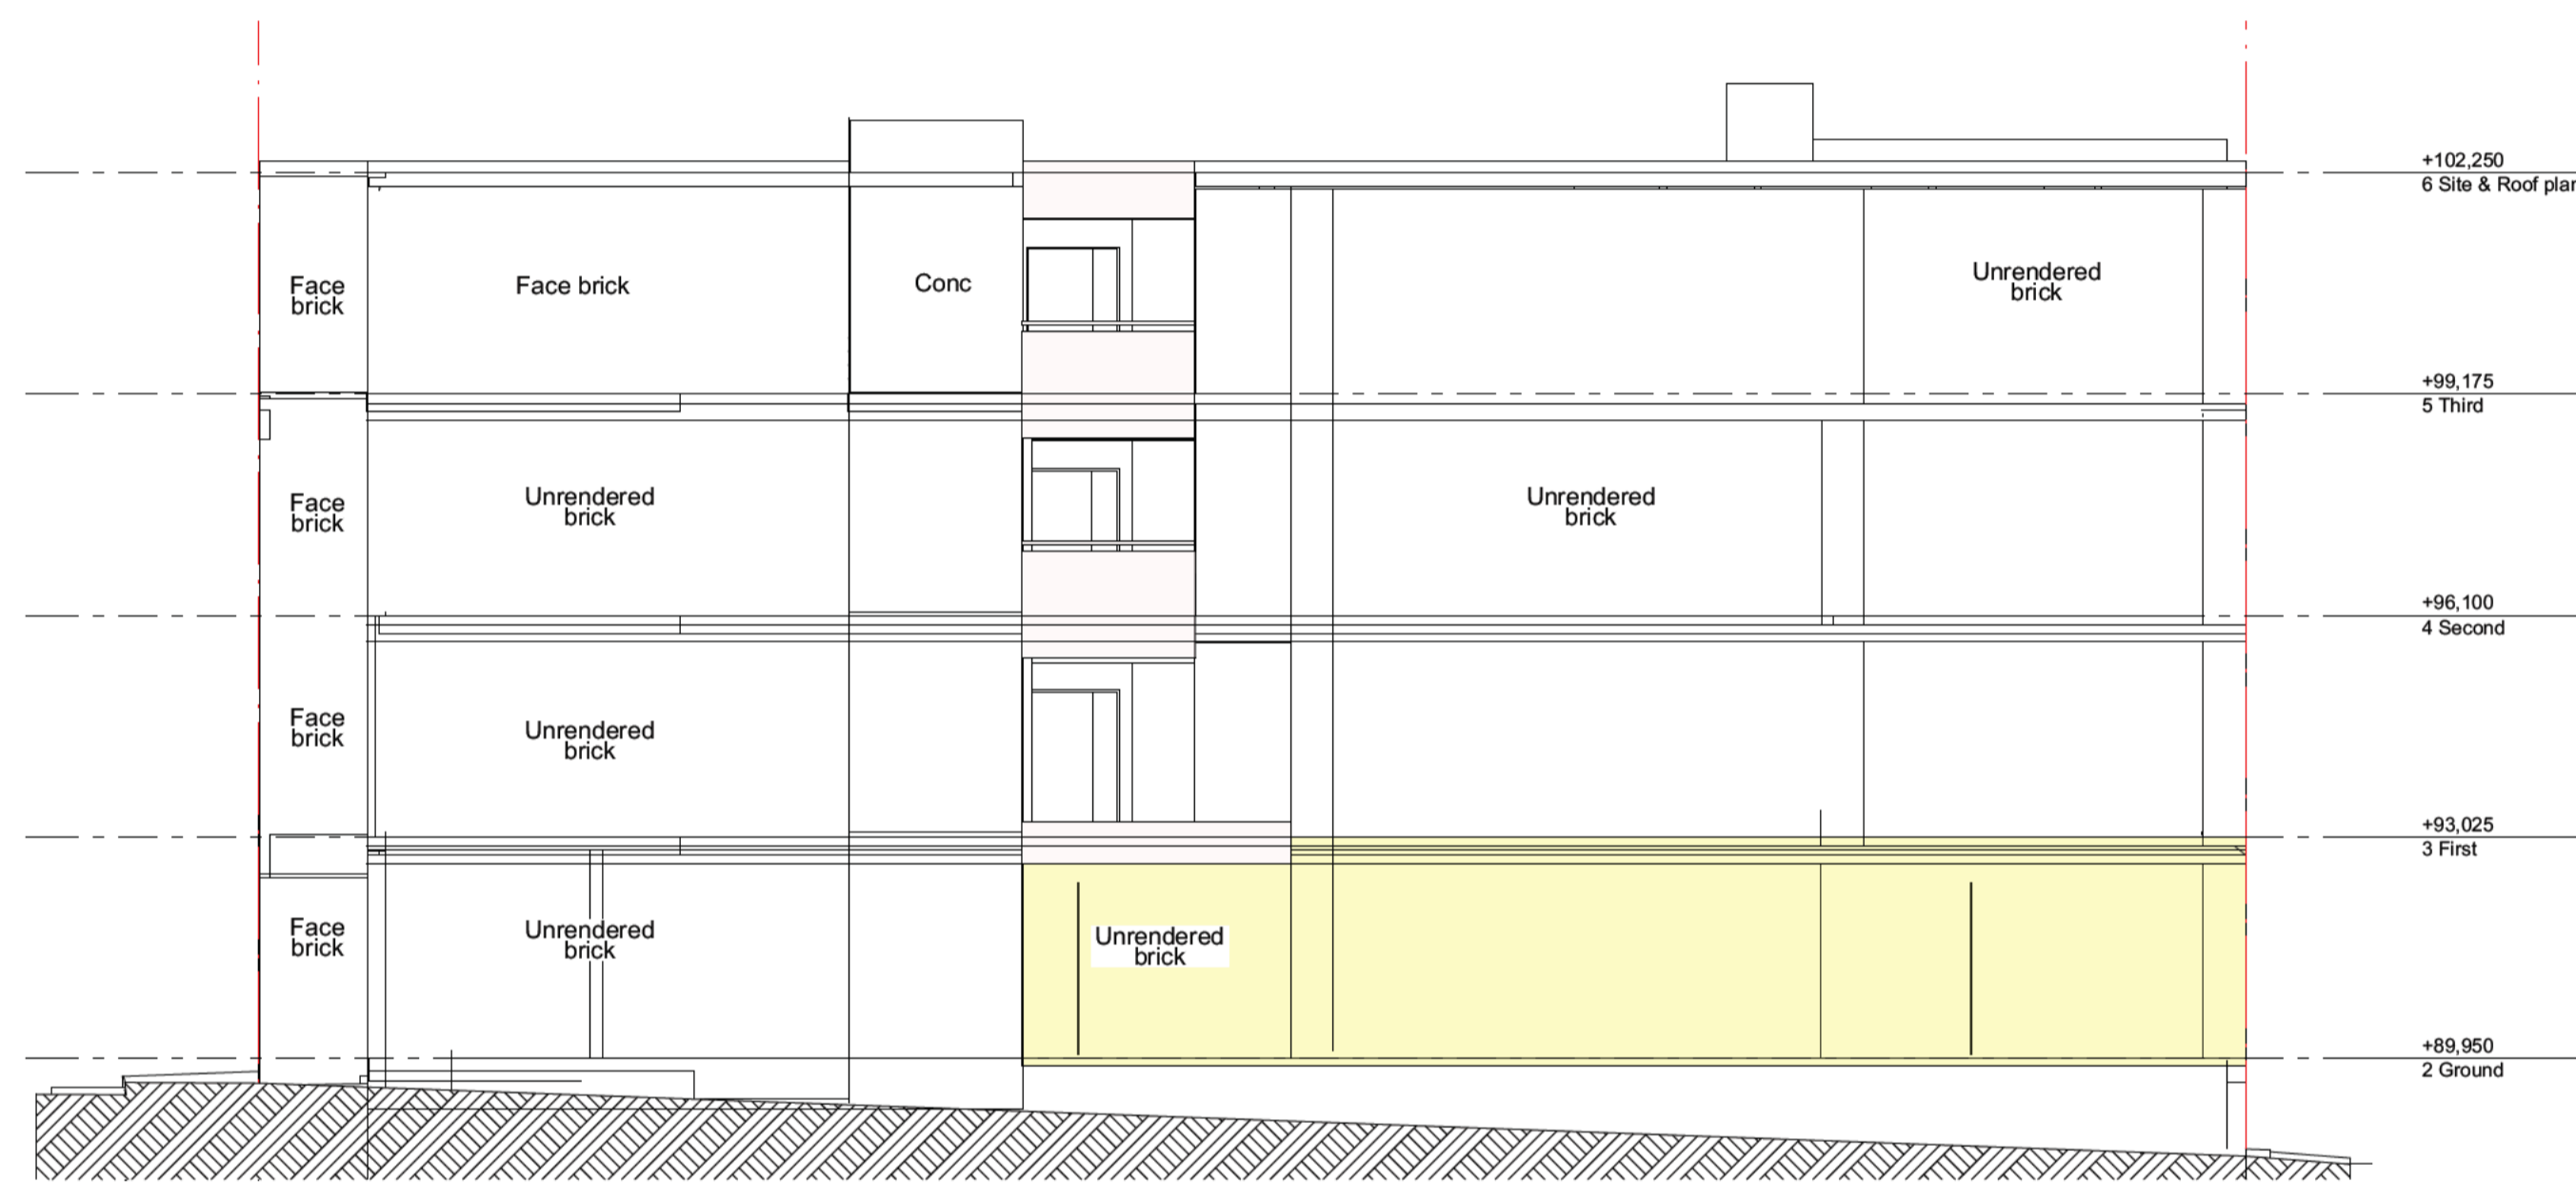 +102,250
6 Site & Roof plan
Face
brick
Face brick
Conc
Unrendered
brick
+99,175
5 Third
Face
brick
Unrendered
brick
Unrendered
brick
+96,100
4 Second
Face
brick
Unrendered
brick
+93,025
3 First
Face
brick
Unrendered
brick
Unrendered
brick
+89,950
2 Ground